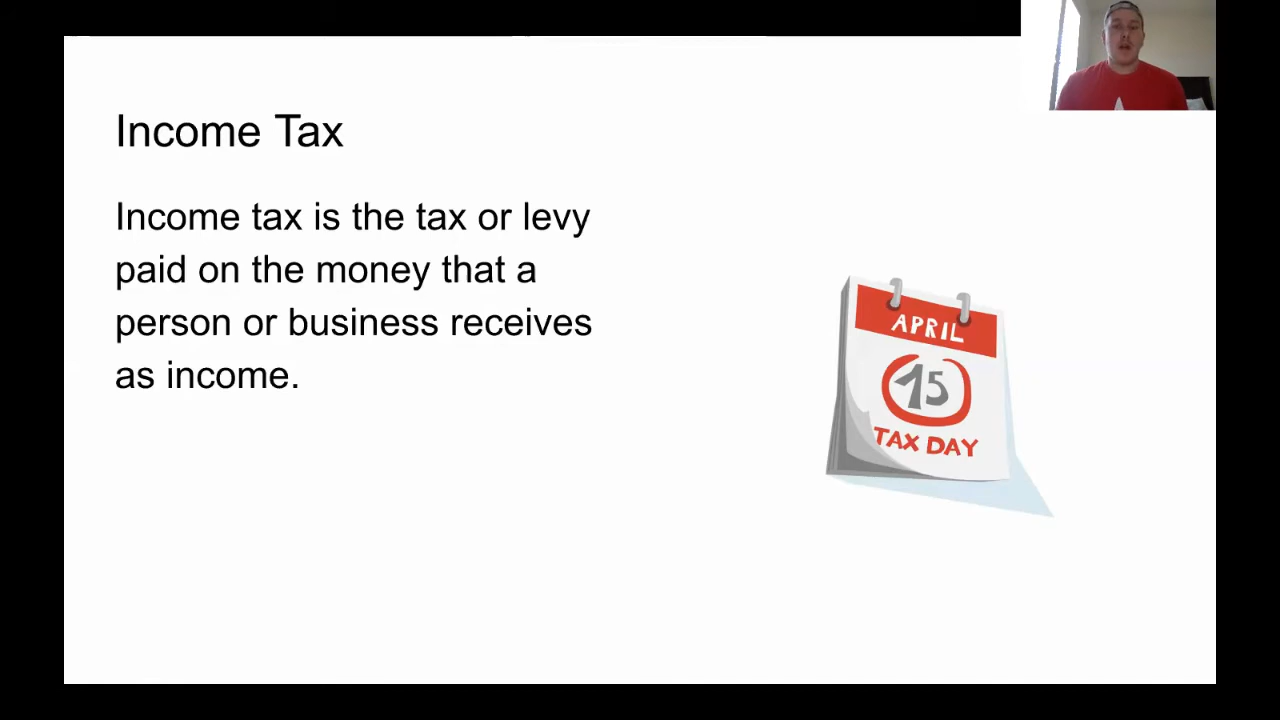 Income Tax
Income tax is the tax or levy
paid on the money that a
person or business receives
as income.
APRIL
15
TAX DAY